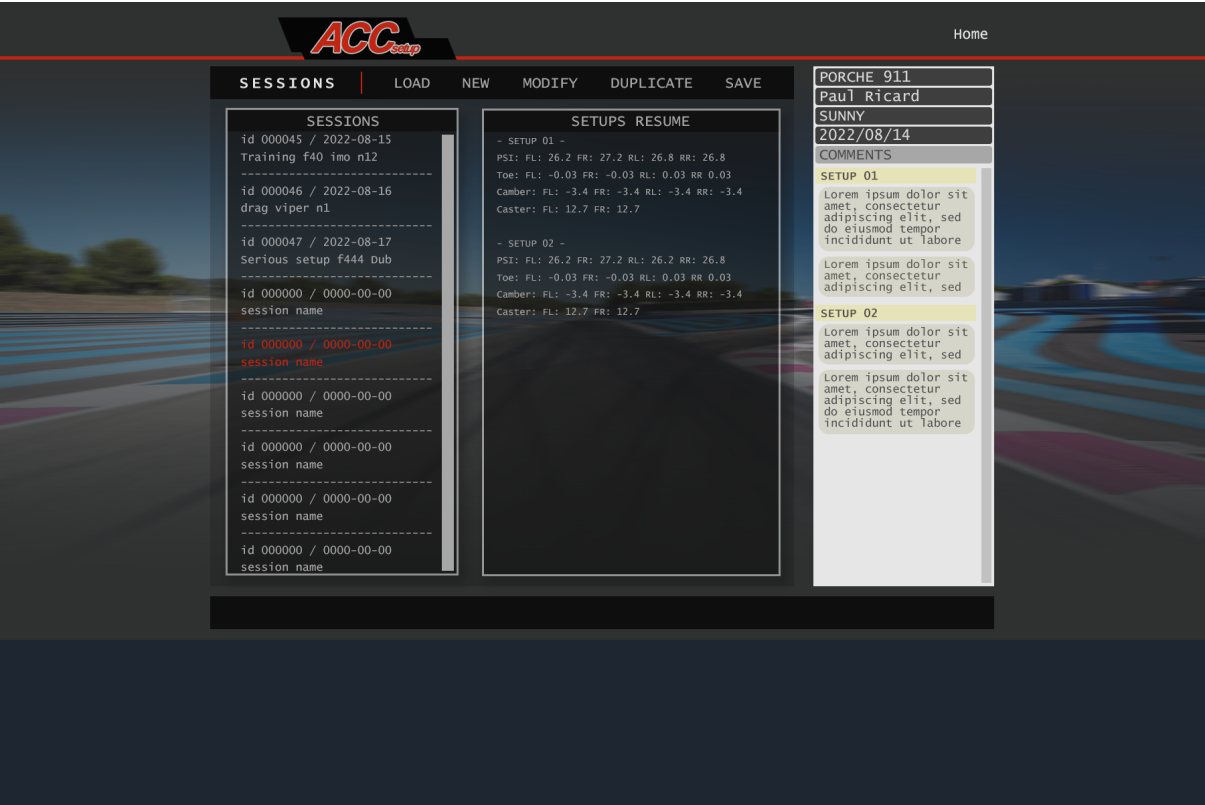 ACC setup
Home
SESSIONS LOAD NEW MODIFY DUPLICATE SAVE
SESSIONS
id 000045 / 2022-08-15
Training f40 imo n12
----------------------------
id 000046 / 2022-08-16
drag viper n1
----------------------------
id 000047 / 2022-08-17
Serious setup f444 Dub
----------------------------
id 000000 / 0000-00-00
session name
----------------------------
id 000000 / 0000-00-00
session name
----------------------------
id 000000 / 0000-00-00
session name
----------------------------
id 000000 / 0000-00-00
session name
----------------------------
id 000000 / 0000-00-00
session name
----------------------------
id 000000 / 0000-00-00
session name
SETUPS RESUME
- SETUP 01 -
PSI: FL: 26.2 FR: 27.2 RL: 26.8 RR: 26.8
Toe: FL: -0.03 FR: -0.03 RL: 0.03 RR 0.03
Camber: FL: -3.4 FR: -3.4 RL: -3.4 RR: -3.4
Caster: FL: 12.7 FR: 12.7
- SETUP 02 -
PSI: FL: 26.2 FR: 27.2 RL: 26.2 RR: 26.8
Toe: FL: -0.03 FR: -0.03 RL: 0.03 RR 0.03
Camber: FL: -3.4 FR: -3.4 RL: -3.4 RR: -3.4
Caster: FL: 12.7 FR: 12.7
PORCHE 911
Paul Ricard
SUNNY
2022/08/14
COMMENTS
SETUP 01
Lorem ipsum dolor sit
amet, consectetur
adipiscing elit, sed
do eiusmod tempor
incididunt ut labore
Lorem ipsum dolor sit
amet, consectetur
adipiscing elit, sed
SETUP 02
Lorem ipsum dolor sit
amet, consectetur
adipiscing elit, sed
Lorem ipsum dolor sit
amet, consectetur
adipiscing elit, sed
do eiusmod tempor
incididunt ut labore